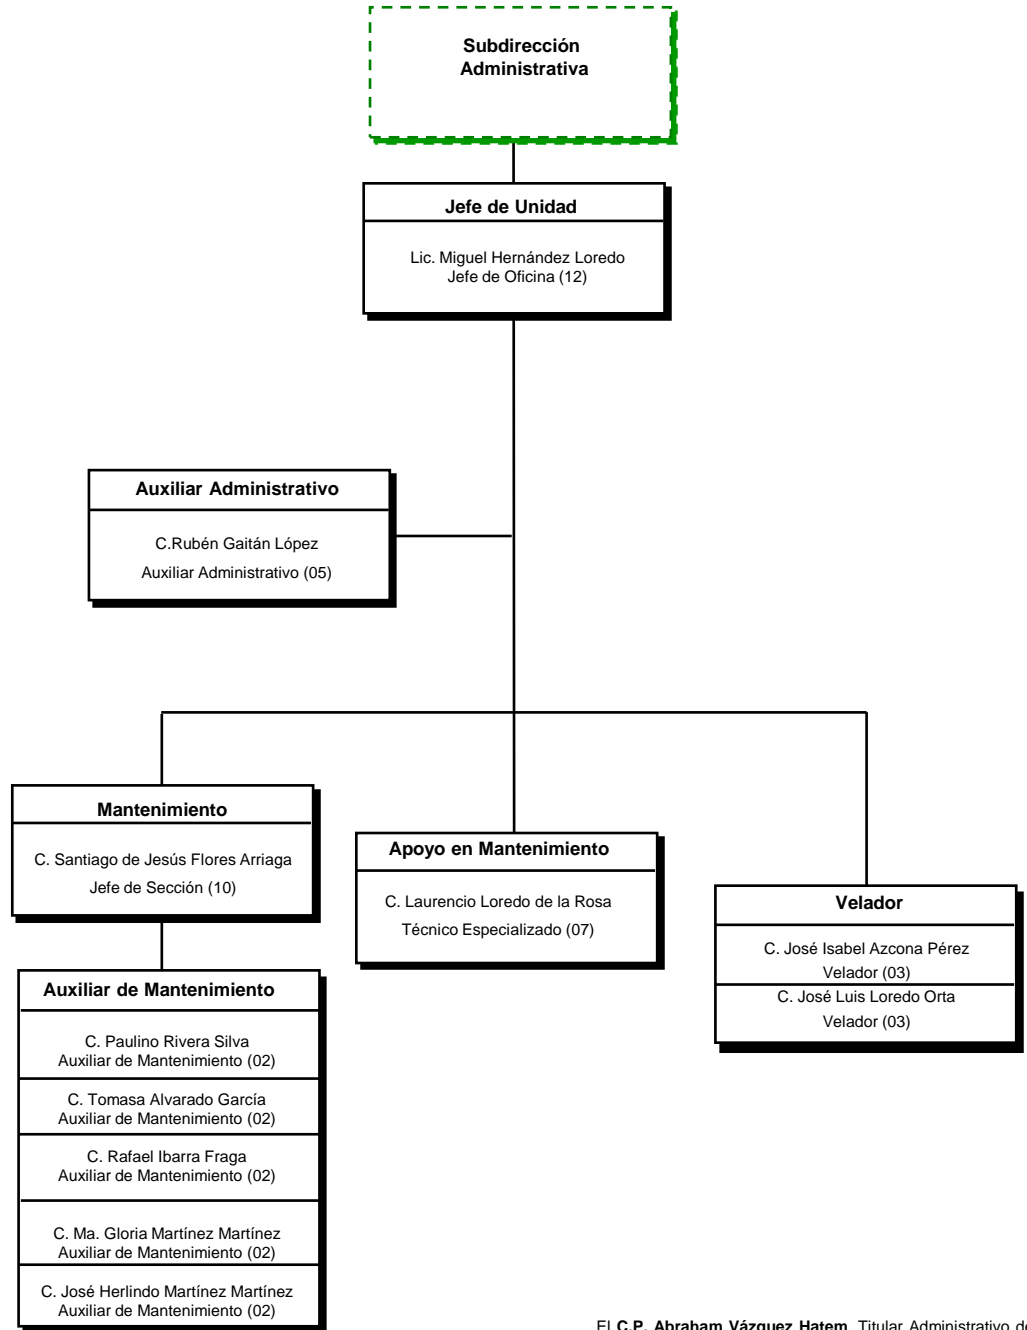 Subdirección
Administrativa
Jefe de Unidad
Lic. Miguel Hernández Loredo
Jefe de Oficina (12)
Auxiliar Administrativo
C.Rubén Gaitán López
Auxiliar Administrativo (05)
Mantenimiento
C. Santiago de Jesús Flores Arriaga
Jefe de Sección (10)
Apoyo en Mantenimiento
C. Laurencio Loredo de la Rosa
Técnico Especializado (07)
Velador
C. José Isabel Azcona Pérez
Velador (03)
C. José Luis Loredo Orta
Velador (03)
Auxiliar de Mantenimiento
C. Paulino Rivera Silva
Auxiliar de Mantenimiento (02)
C. Tomasa Alvarado García
Auxiliar de Mantenimiento (02)
C. Rafael Ibarra Fraga
Auxiliar de Mantenimiento (02)
C. Ma. Gloria Martínez Martínez
Auxiliar de Mantenimiento (02)
C. José Herlindo Martínez Martínez
Auxiliar de Mantenimiento (02)
El C.P. Abraham Vázquez Hatem, Titular Administrativo de